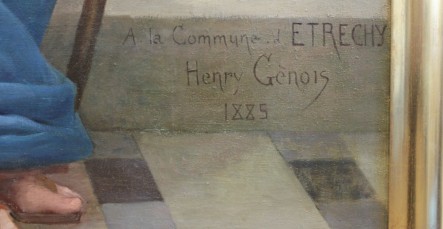 A la Commune d'ETRECHY
Henry Génois
1885